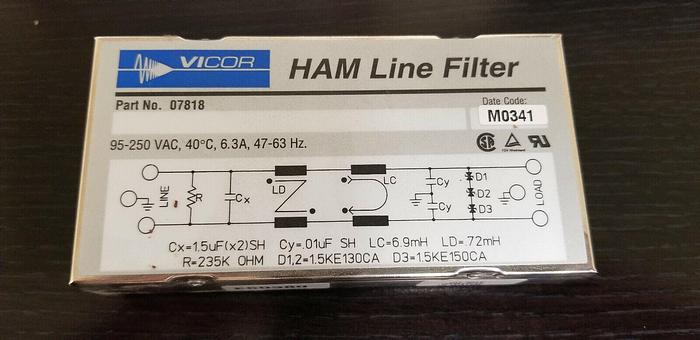 VICOR
HAM Line Filter
Part No. 07818
Date Code:
M0341
95-250 VAC, 40°C, 6.3A, 47-63 Hz.
LINE
R
Cx
LD
LC
Cy
Cy
D1
D2
D3
LOAD
Cx=1.5uF(x2)SH Cy=.01uF SH LC=6.9mH LD=.72mH
R=235K OHM D1,2=1.5KE130CA D3=1.5KE150CA